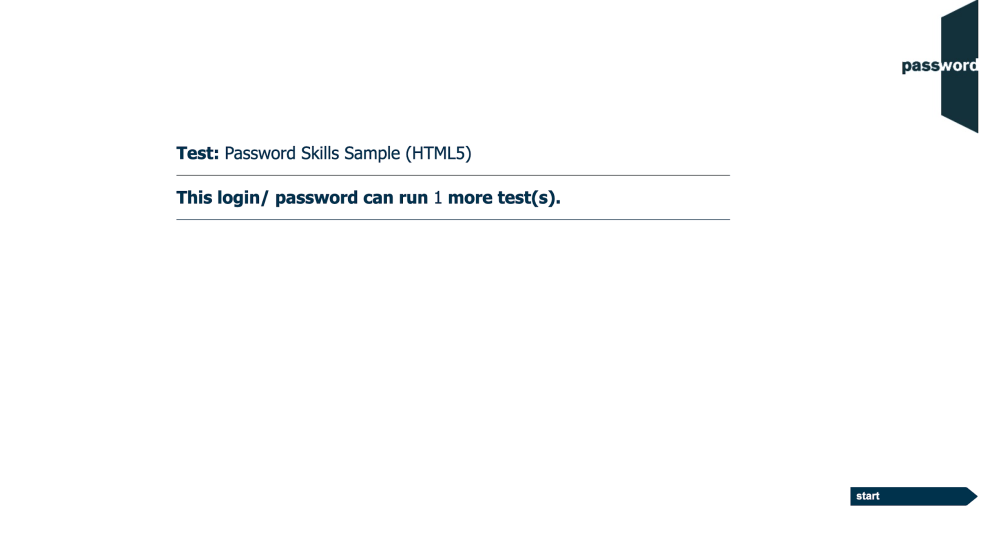 password
Test: Password Skills Sample (HTML5)
This login/ password can run 1 more test(s).
start